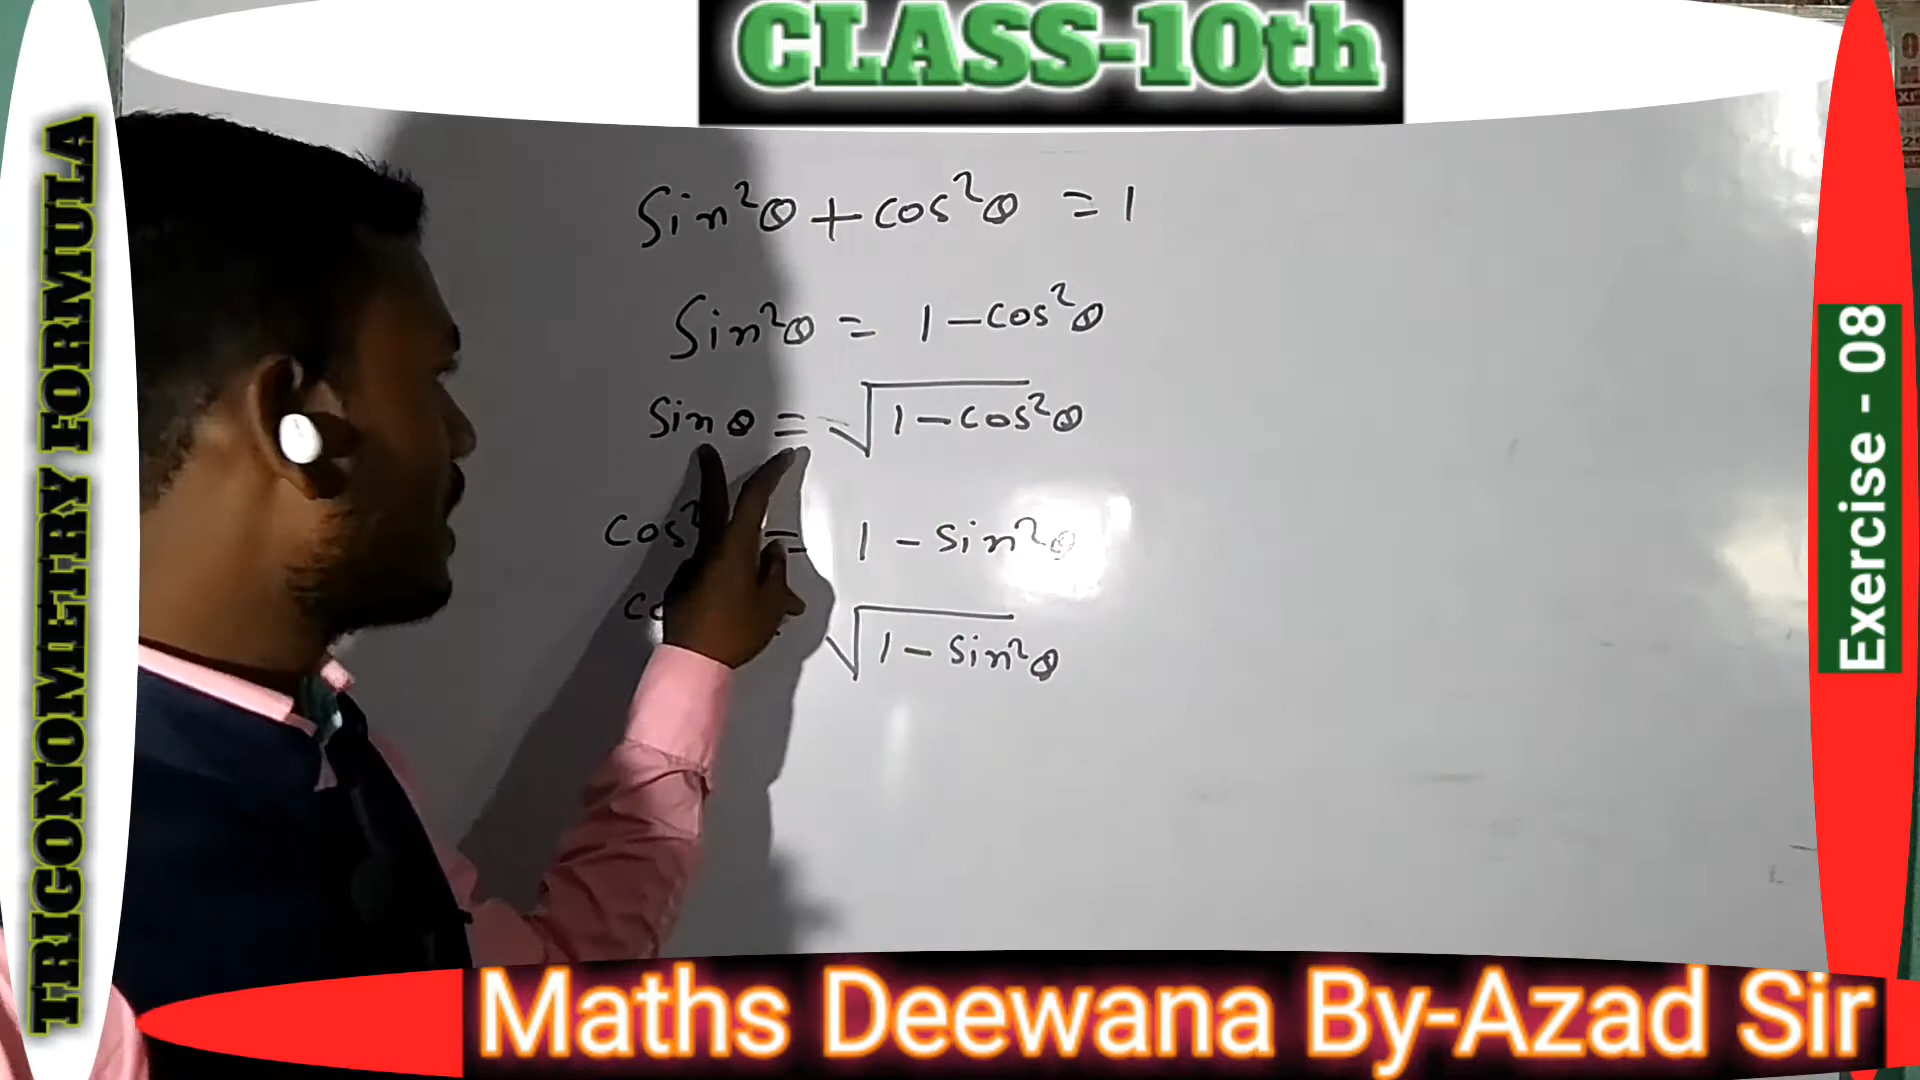 CLASS-10th
TRIGONOMETRY FORMULA
Sin²θ + cos²θ = 1
Sin²θ = 1 - cos²θ
Sinθ = √1 - cos²θ
cos² = 1 - Sin²θ
√1 - Sin²θ
Exercise - 08
Maths Deewana By-Azad Sir